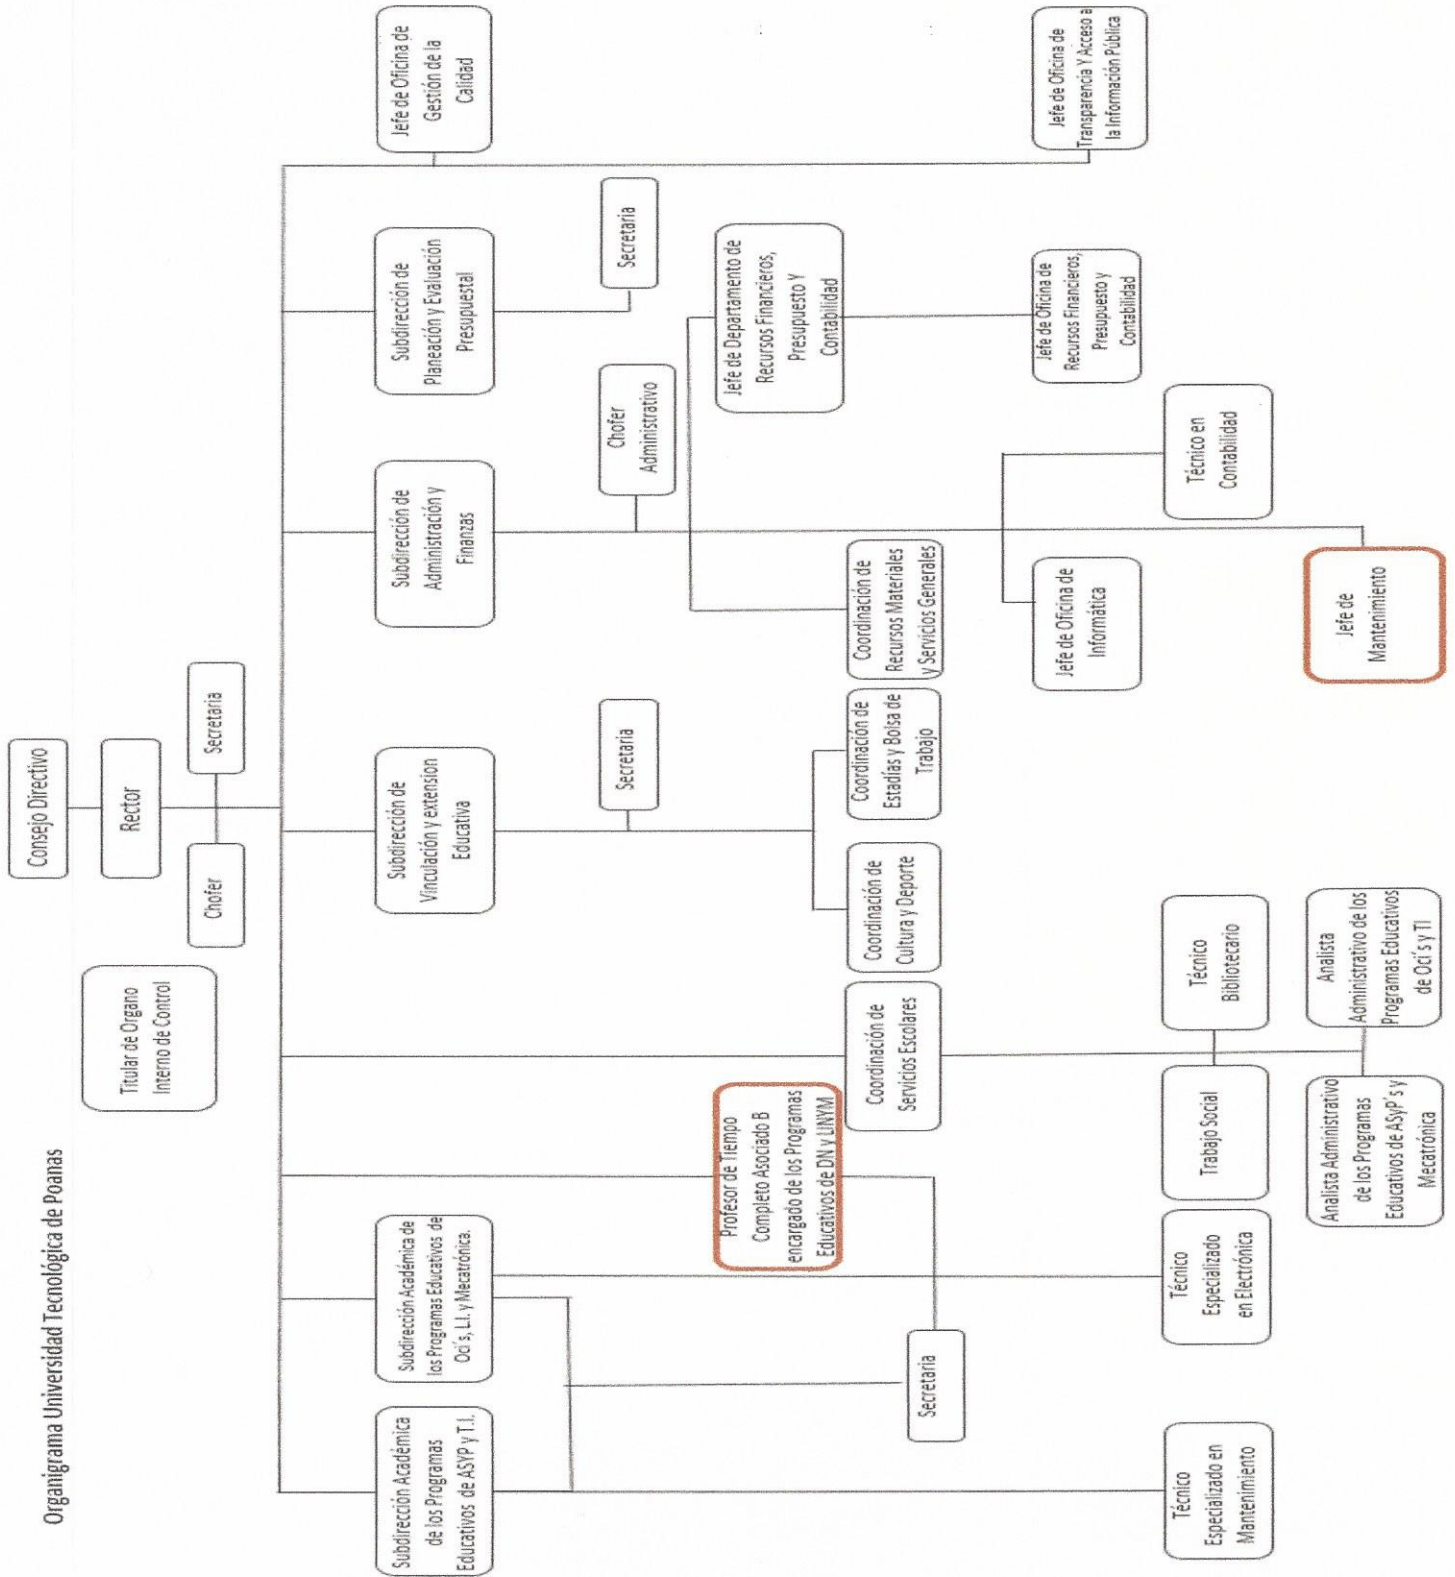 Organigrama Universidad Tecnológica de Poanas
Consejo Directivo
Rector
Titular de Organo
Interno de Control
Chofer
Secretaria
Subdirección Académica
de los Programas
Educativos de ASYP y T.I.
Subdirección Académica de
los Programas Educativos de
Oci´s, L.I. y Mecatrónica.
Subdirección de
Vinculación y extension
Educativa
Subdirección de
Administración y
Finanzas
Subdirección de
Planeación y Evaluación
Presupuestal
Jefe de Oficina de
Gestión de la
Calidad
Secretaria
Chofer
Administrativo
Secretaria
Profesor de Tiempo
Completo Asociado B
encargado de los Programas
Educativos de DN y LINYM
Jefe de Departamento de
Recursos Financieros,
Presupuesto Y
Contabilidad
Coordinación de
Servicios Escolares
Coordinación de
Cultura y Deporte
Coordinación de
Estadías y Bolsa de
Trabajo
Coordinación de
Recursos Materiales
y Servicios Generales
Secretaria
Jefe de Oficina de
Informática
Jefe de Oficina de
Recursos Financieros,
Presupuesto y
Contabilidad
Jefe de Oficina de
Transparencia Y Acceso a
la Información Pública
Técnico
Especializado en
Mantenimiento
Técnico
Especializado
en Electrónica
Trabajo Social
Técnico
Bibliotecario
Técnico en
Contabilidad
Analista Administrativo
de los Programas
Educativos de ASyP´s y
Mecatrónica
Analista
Administrativo de los
Programas Educativos
de Oci´s y TI
Jefe de
Mantenimiento